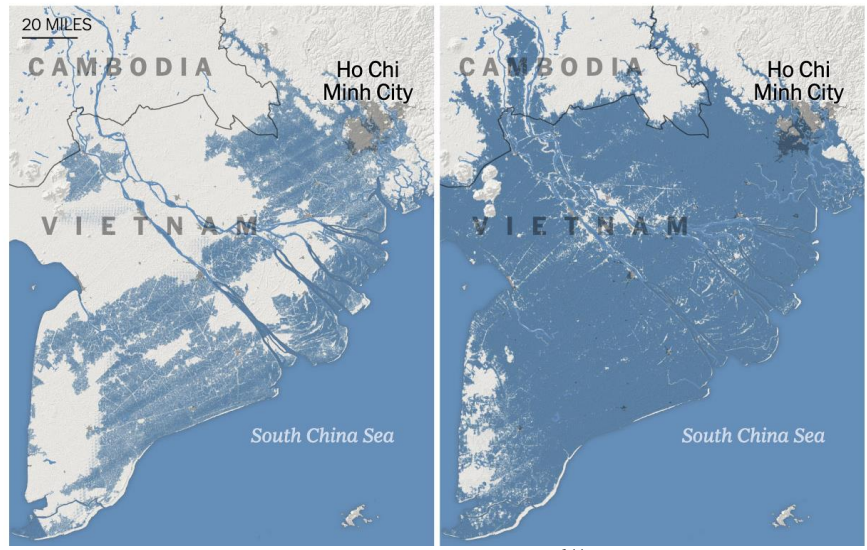 20 MILES
CAMBODIA
Ho Chi
Minh City
VIETNAM
South China Sea
CAMBODIA
Ho Chi
Minh City
VIETNAM
South China Sea